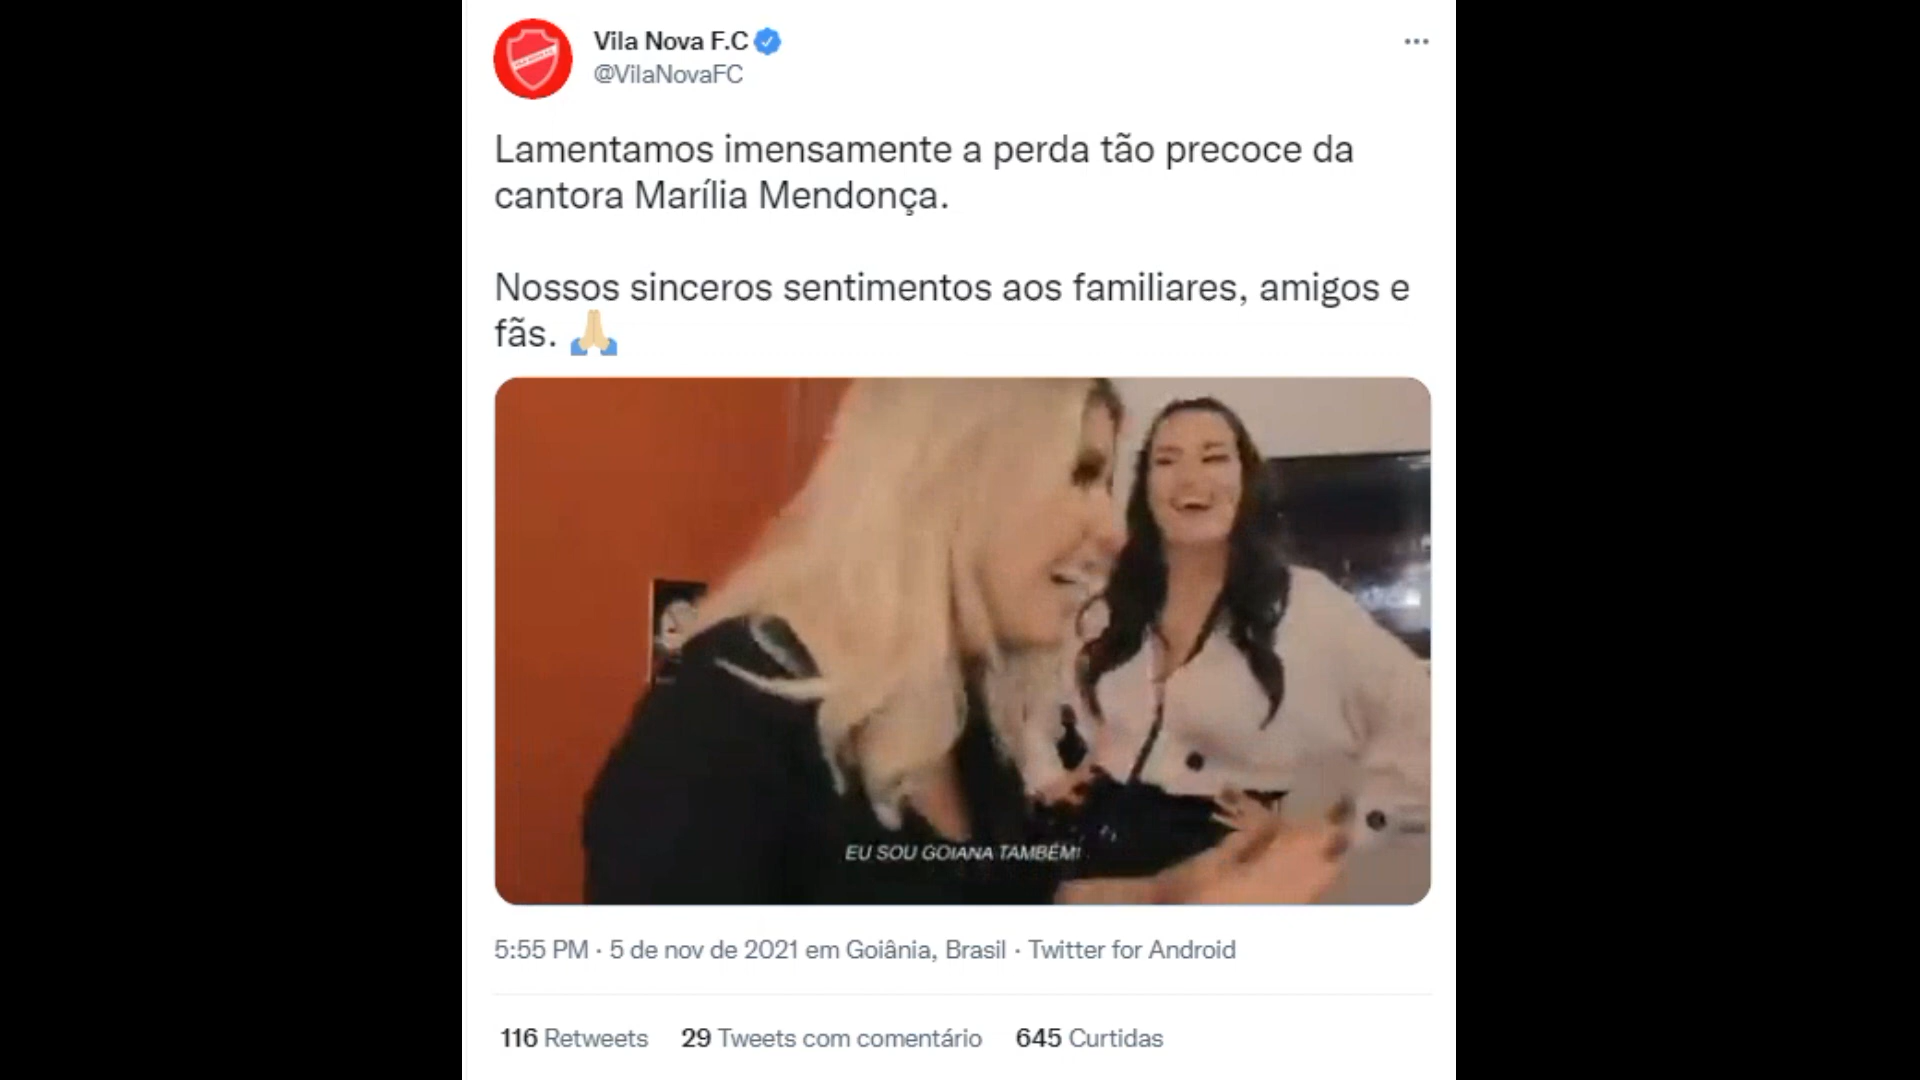 Vila Nova F.C
@VilaNovaFC
VILA NOVA F.C.
Lamentamos imensamente a perda tão precoce da
cantora Marília Mendonça.
Nossos sinceros sentimentos aos familiares, amigos e
fãs. 🙏🏼
EU SOU GOIANA TAMBÉM!
5:55 PM · 5 de nov de 2021 em Goiânia, Brasil · Twitter for Android
116 Retweets 29 Tweets com comentário 645 Curtidas